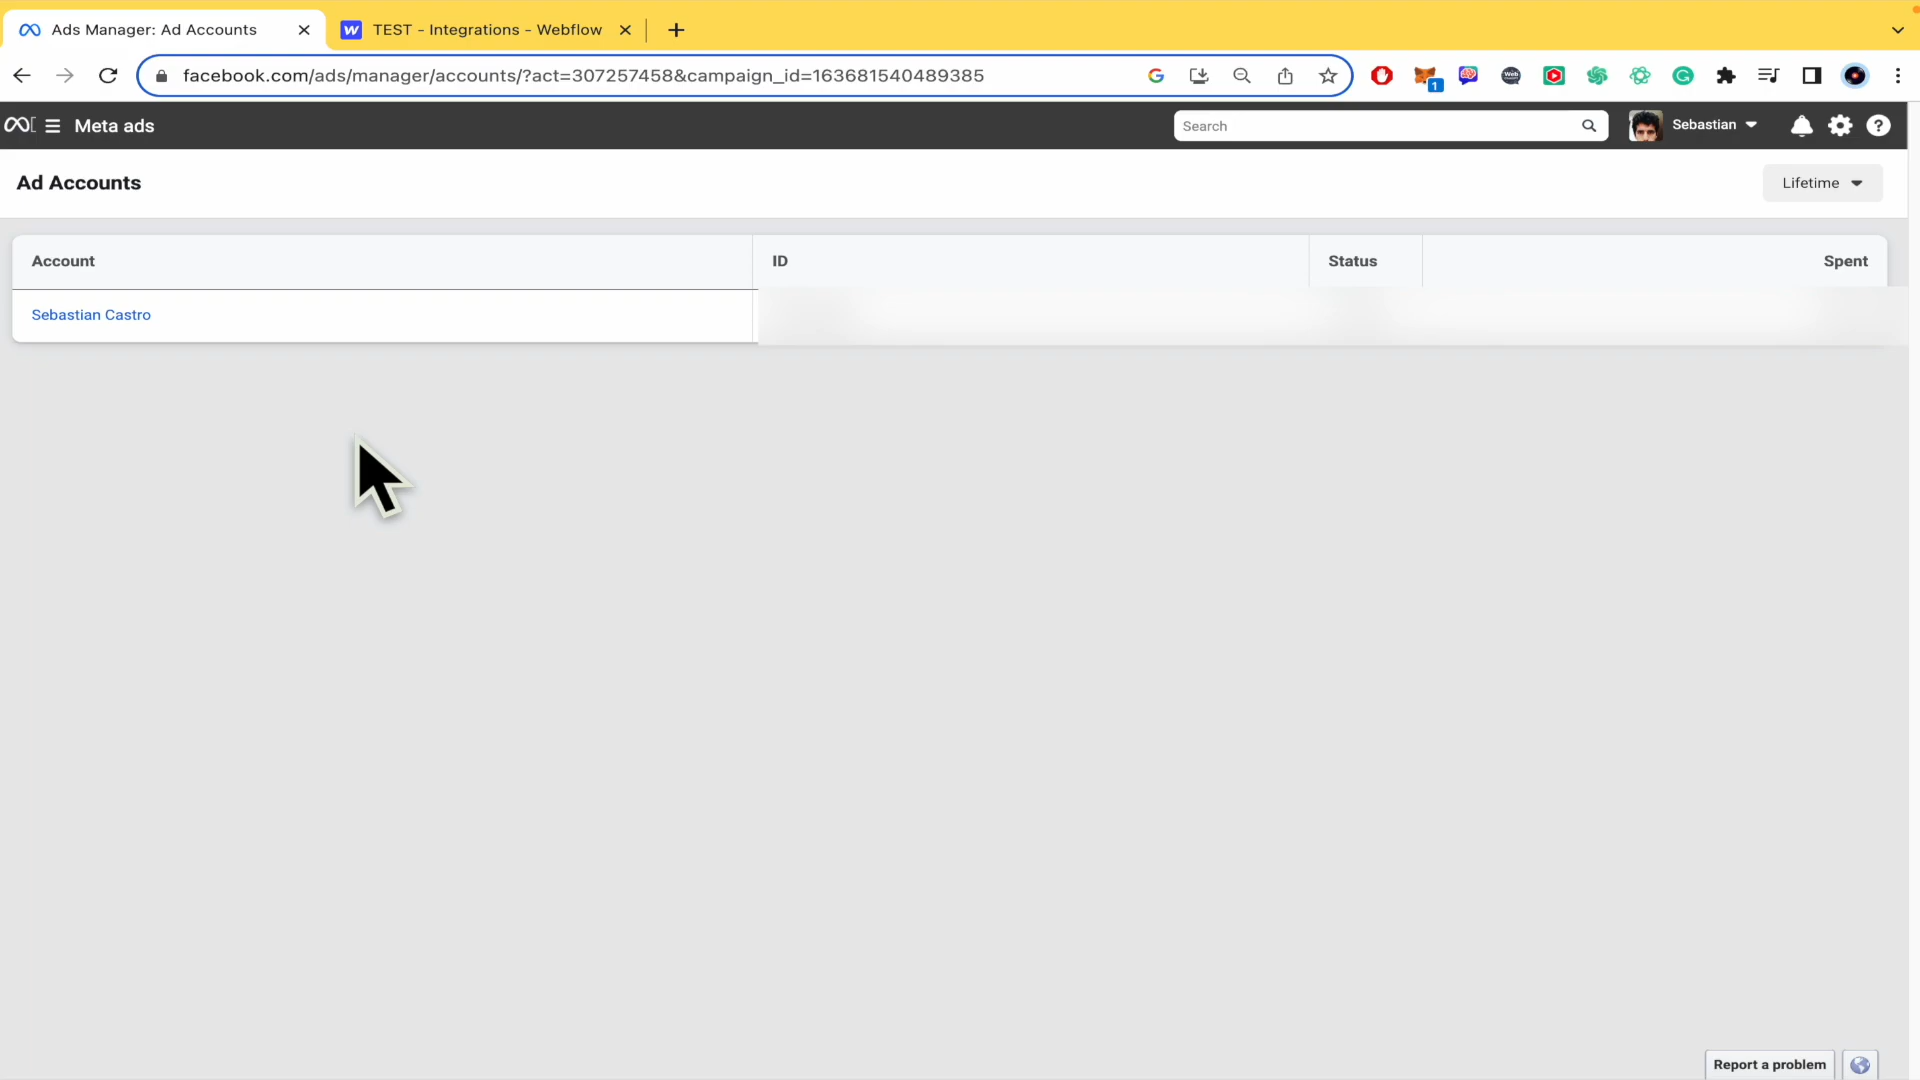 Ads Manager: Ad Accounts
TEST - Integrations - Webflow
facebook.com/ads/manager/accounts/?act=307257458&campaign_id=163681540489385
1
Meta ads
Search
Sebastian
Ad Accounts
Lifetime
Account
ID
Status
Spent
Sebastian Castro
Report a problem